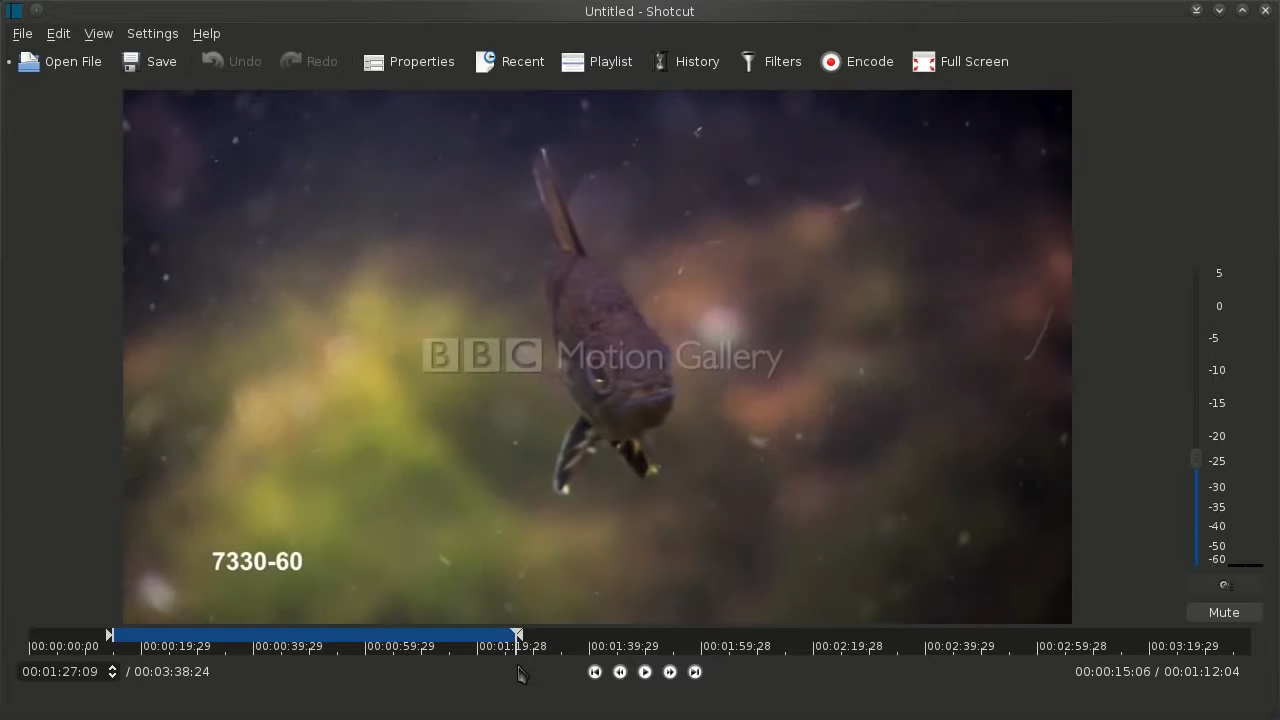 Untitled - Shotcut
File Edit View Settings Help
Open File Save Undo Redo Properties Recent Playlist History Filters Encode Full Screen
BBC Motion Gallery
7330-60
5
0
-5
-10
-15
-20
-25
-30
-35
-40
-50
-60
Mute
00:00:00:00 00:00:19:29 00:00:39:29 00:00:59:29 00:01:19:28 00:01:39:29 00:01:59:28 00:02:19:28 00:02:39:29 00:02:59:28 00:03:19:29
00:01:27:09 / 00:03:38:24 00:00:15:06 / 00:01:12:04